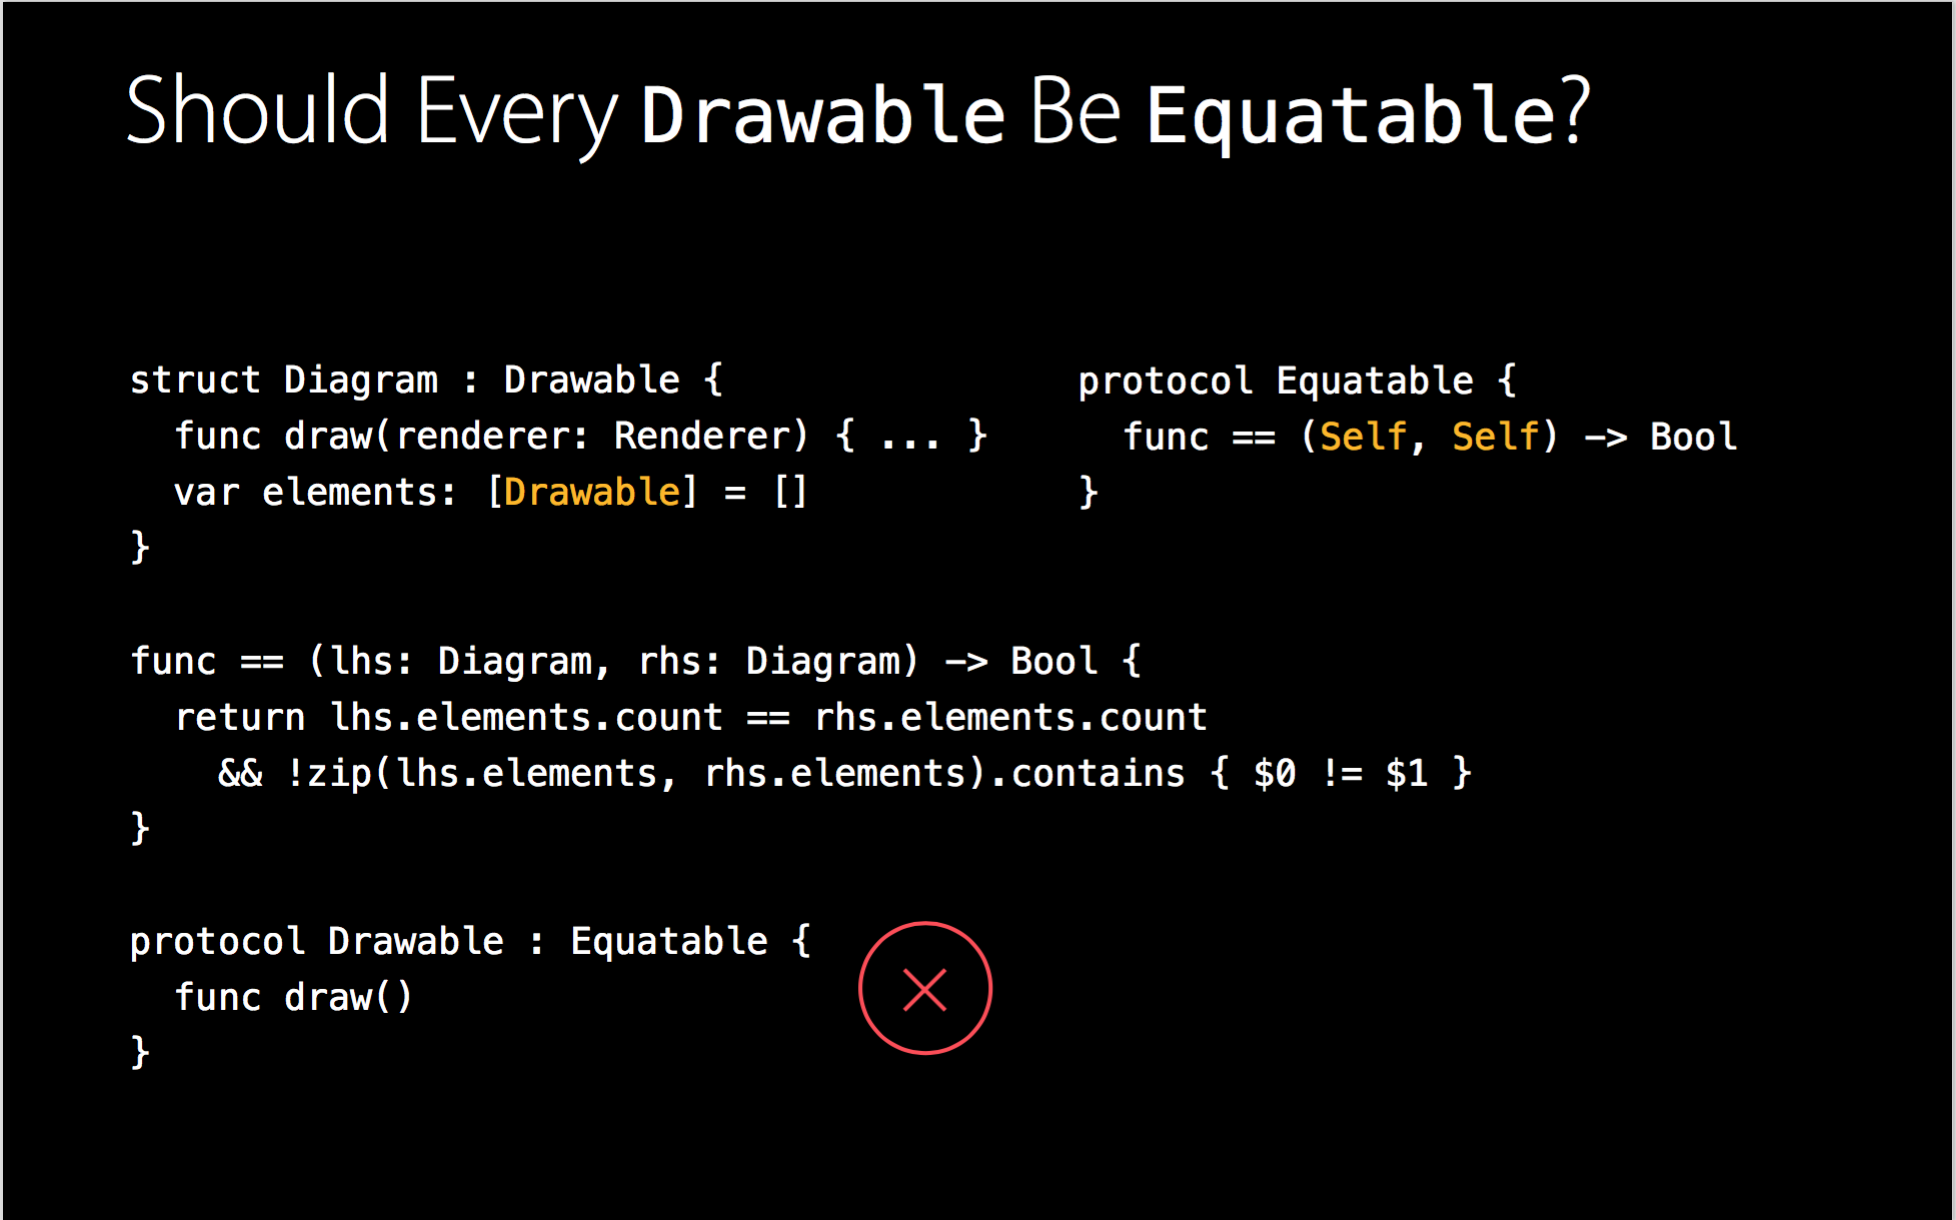 Should Every Drawable Be Equatable?
struct Diagram : Drawable {
  func draw(renderer: Renderer) { ... }
  var elements: [Drawable] = []
}
protocol Equatable {
  func == (Self, Self) -> Bool
}
func == (lhs: Diagram, rhs: Diagram) -> Bool {
  return lhs.elements.count == rhs.elements.count
    && !zip(lhs.elements, rhs.elements).contains { $0 != $1 }
}
protocol Drawable : Equatable {
  func draw()
}